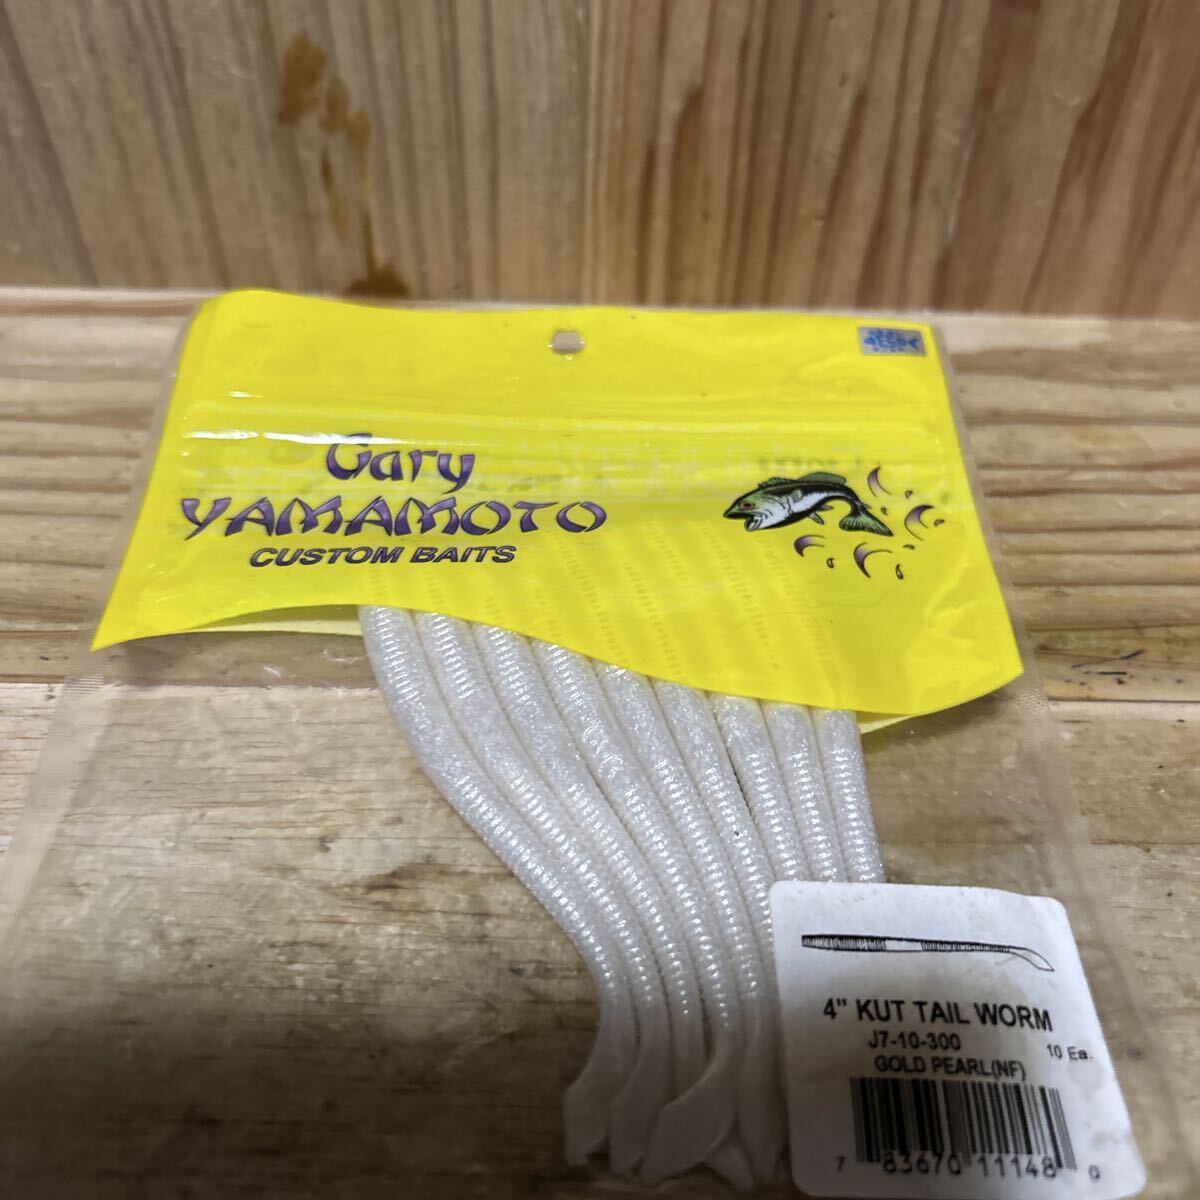 Gary
YAMAMOTO
CUSTOM BAITS
4" KUT TAIL WORM
J7-10-300
10 Ea.
GOLD PEARL(NF)
7 83670 11148 0